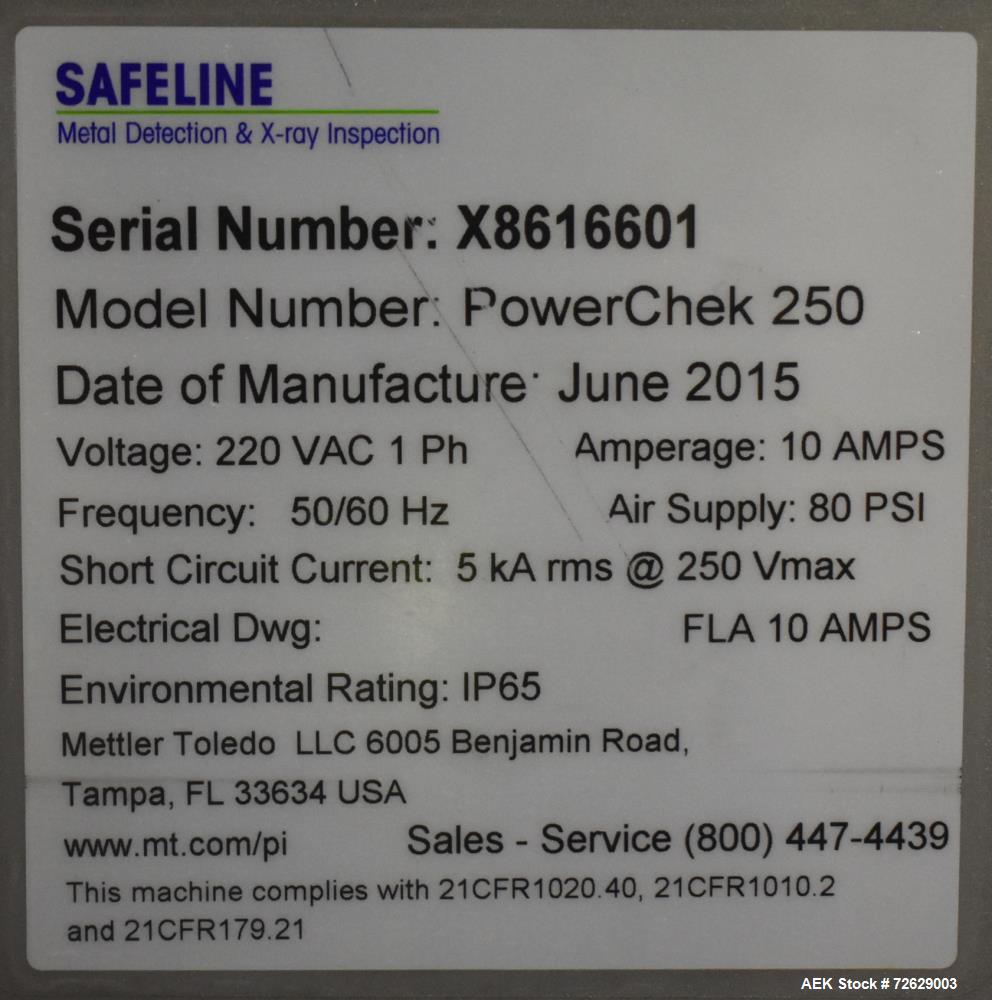 SAFELINE
Metal Detection & X-ray Inspection
Serial Number: X8616601
Model Number: PowerChek 250
Date of Manufacture: June 2015
Voltage: 220 VAC 1 Ph Amperage: 10 AMPS
Frequency: 50/60 Hz Air Supply: 80 PSI
Short Circuit Current: 5 kA rms @ 250 Vmax
Electrical Dwg: FLA 10 AMPS
Environmental Rating: IP65
Mettler Toledo LLC 6005 Benjamin Road,
Tampa, FL 33634 USA
www.mt.com/pi Sales - Service (800) 447-4439
This machine complies with 21CFR1020.40, 21CFR1010.2
and 21CFR179.21
AEK Stock # 72629003